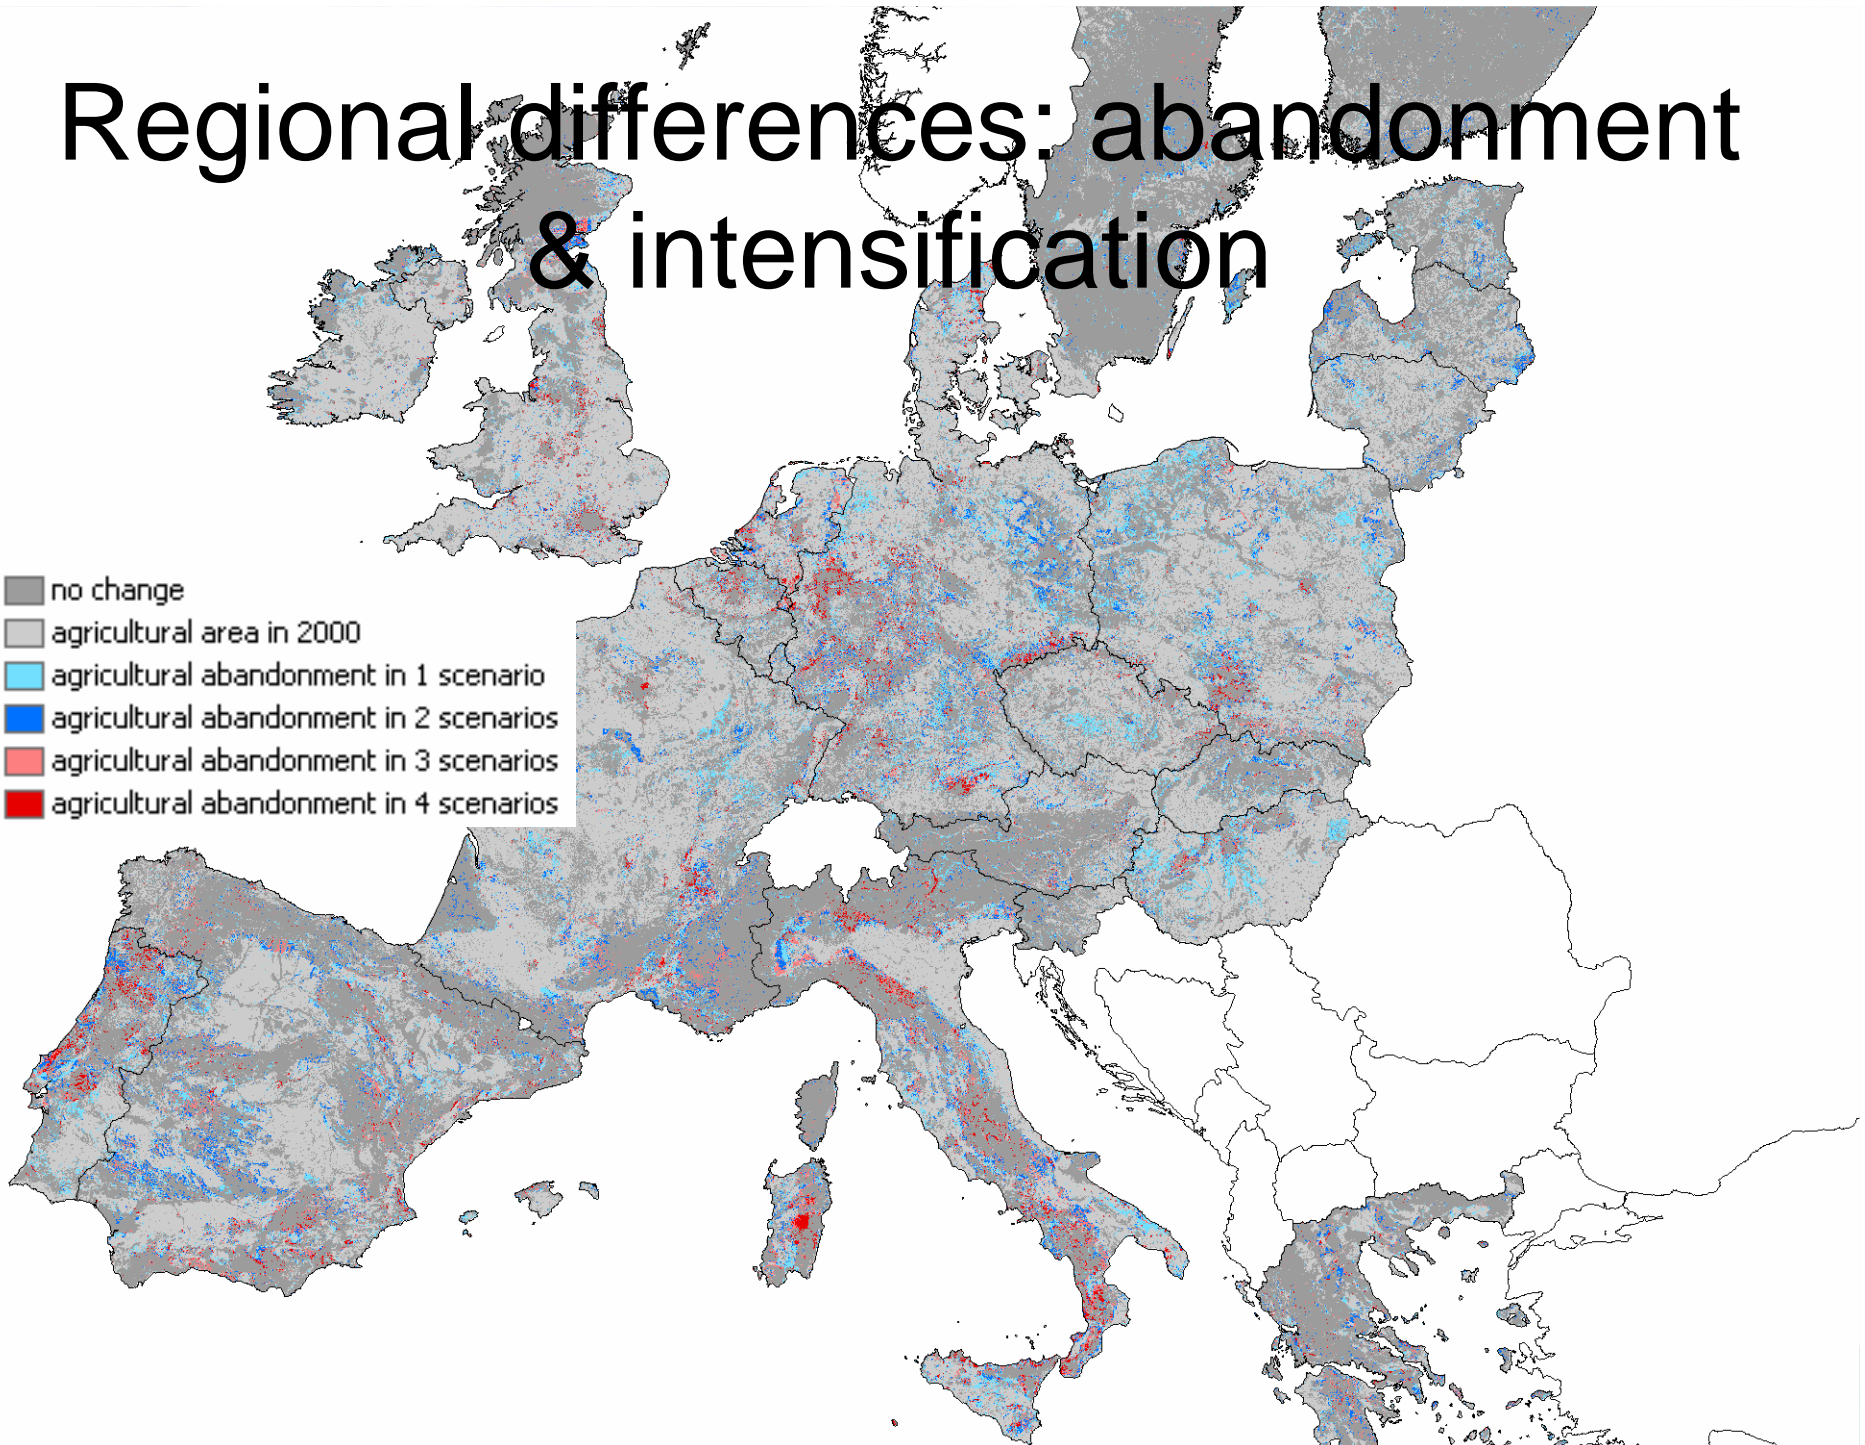 Regional differences: abandonment
& intensification
no change
agricultural area in 2000
agricultural abandonment in 1 scenario
agricultural abandonment in 2 scenarios
agricultural abandonment in 3 scenarios
agricultural abandonment in 4 scenarios